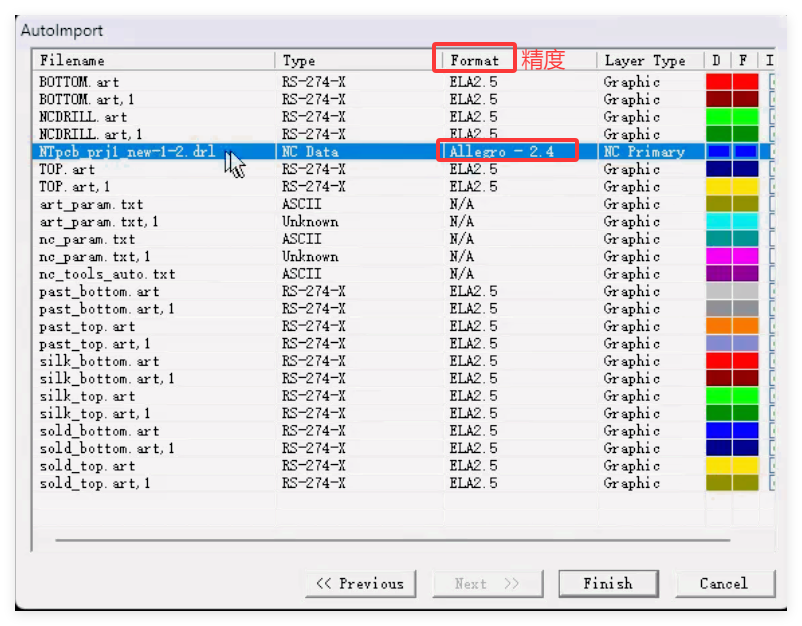 AutoImport
Filename Type Format 精度 Layer Type D F I
BOTTOM.art RS-274-X ELA2.5 Graphic
BOTTOM.art,1 RS-274-X ELA2.5 Graphic
NCDRILL.art RS-274-X ELA2.5 Graphic
NCDRILL.art,1 RS-274-X ELA2.5 Graphic
NTpcb_prj1_new-1-2.drl NC Data Allegro - 2.4 NC Primary
TOP.art RS-274-X ELA2.5 Graphic
TOP.art,1 RS-274-X ELA2.5 Graphic
art_param.txt ASCII N/A Graphic
art_param.txt,1 Unknown N/A Graphic
nc_param.txt ASCII N/A Graphic
nc_param.txt,1 Unknown N/A Graphic
nc_tools_auto.txt ASCII N/A Graphic
past_bottom.art RS-274-X ELA2.5 Graphic
past_bottom.art,1 RS-274-X ELA2.5 Graphic
past_top.art RS-274-X ELA2.5 Graphic
past_top.art,1 RS-274-X ELA2.5 Graphic
silk_bottom.art RS-274-X ELA2.5 Graphic
silk_bottom.art,1 RS-274-X ELA2.5 Graphic
silk_top.art RS-274-X ELA2.5 Graphic
silk_top.art,1 RS-274-X ELA2.5 Graphic
sold_bottom.art RS-274-X ELA2.5 Graphic
sold_bottom.art,1 RS-274-X ELA2.5 Graphic
sold_top.art RS-274-X ELA2.5 Graphic
sold_top.art,1 RS-274-X ELA2.5 Graphic
<< Previous Next >> Finish Cancel